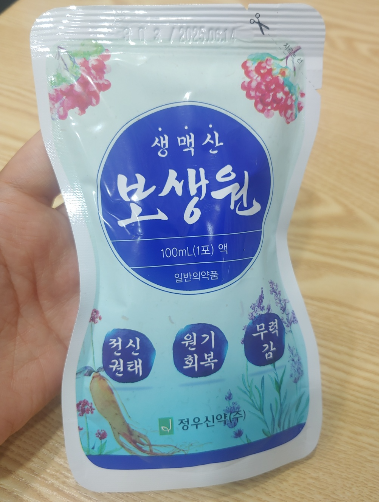 생맥산
보생원
100mL(1포) 액
일반의약품
전신
권태
원기
회복
무력
감
정우신약(주)